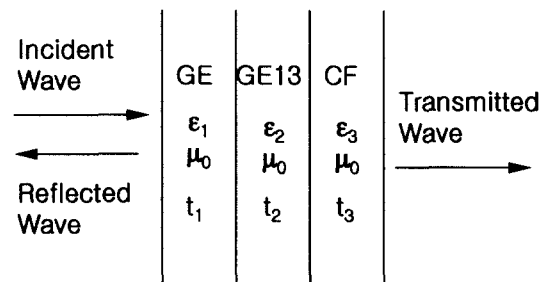 Incident
Wave
GE GE13 CF
Transmitted
Wave
ε₁ ε₂ ε₃
μ₀ μ₀ μ₀
Reflected
Wave
t₁ t₂ t₃